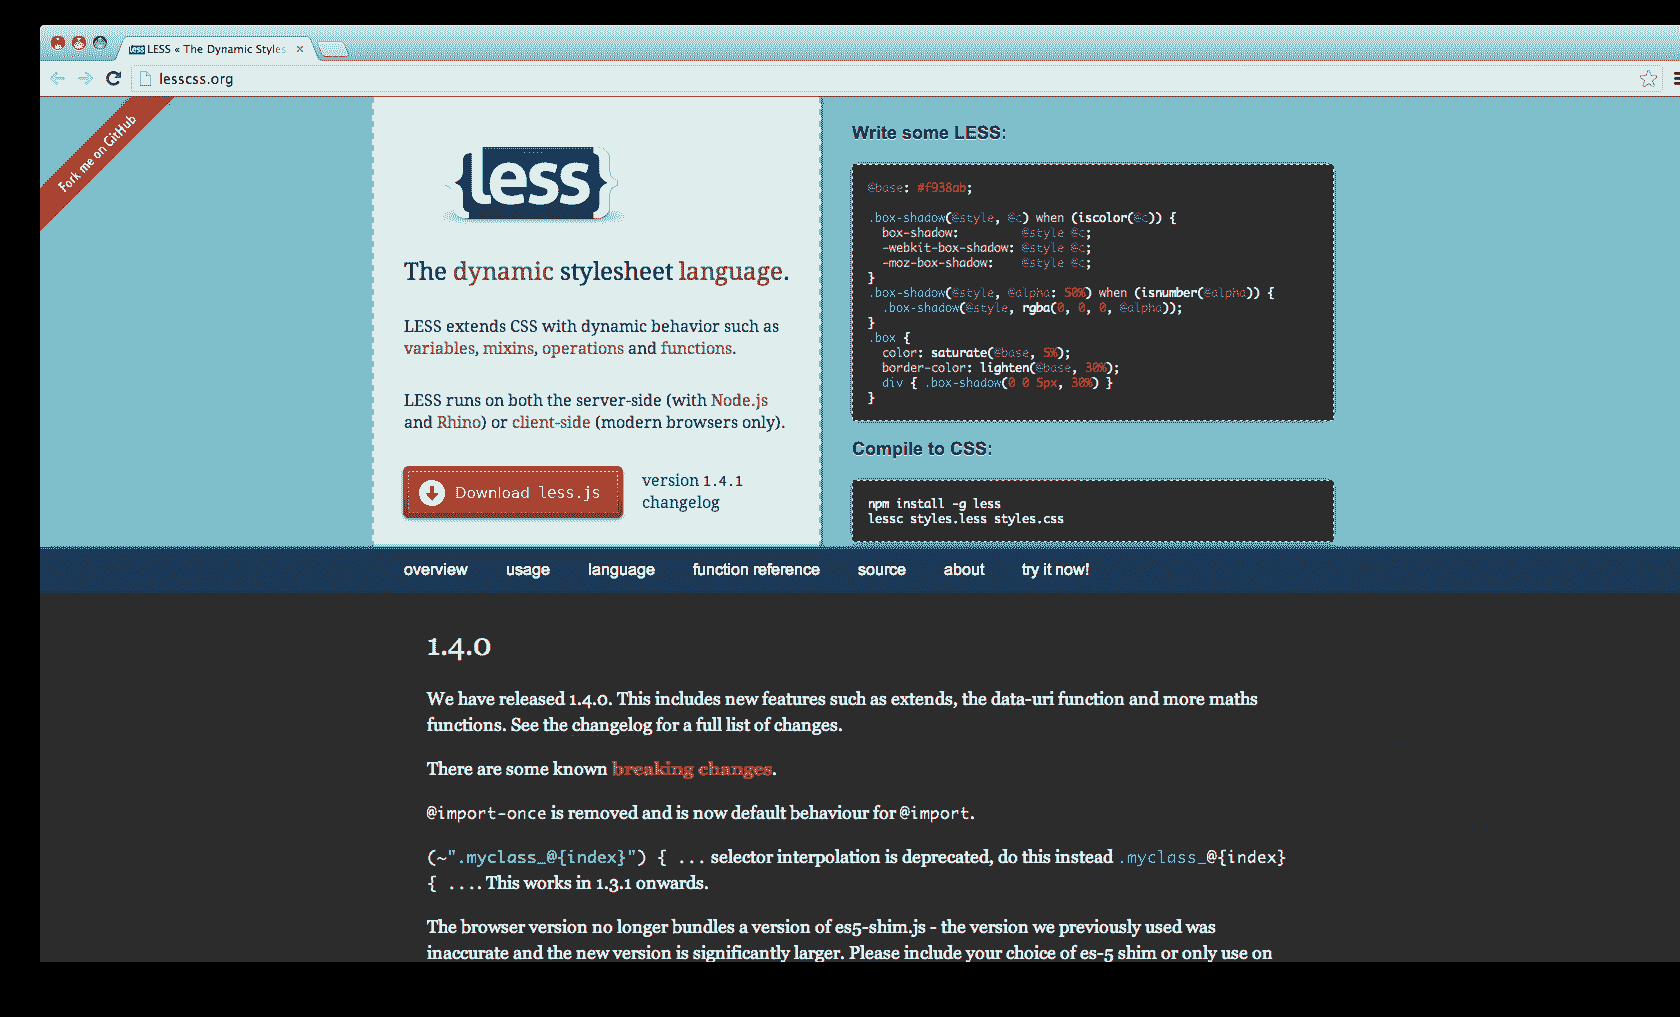 LESS « The Dynamic Styles
lesscss.org
Fork me on GitHub
less
The dynamic stylesheet language.
LESS extends CSS with dynamic behavior such as
variables, mixins, operations and functions.
LESS runs on both the server-side (with Node.js
and Rhino) or client-side (modern browsers only).
Download less.js
version 1.4.1
changelog
Write some LESS:
@base: #f938ab;
.box-shadow(@style, @c) when (iscolor(@c)) {
box-shadow: @style @c;
-webkit-box-shadow: @style @c;
-moz-box-shadow: @style @c;
}
.box-shadow(@style, @alpha: 50%) when (isnumber(@alpha)) {
.box-shadow(@style, rgba(0, 0, 0, @alpha));
}
.box {
color: saturate(@base, 5%);
border-color: lighten(@base, 30%);
div { .box-shadow(0 0 5px, 30%) }
}
Compile to CSS:
npm install -g less
lessc styles.less styles.css
overview usage language function reference source about try it now!
1.4.0
We have released 1.4.0. This includes new features such as extends, the data-uri function and more maths
functions. See the changelog for a full list of changes.
There are some known breaking changes.
@import-once is removed and is now default behaviour for @import.
(~".myclass_@{index}") { ... selector interpolation is deprecated, do this instead .myclass_@{index}
{ .... This works in 1.3.1 onwards.
The browser version no longer bundles a version of es5-shim.js - the version we previously used was
inaccurate and the new version is significantly larger. Please include your choice of es-5 shim or only use on